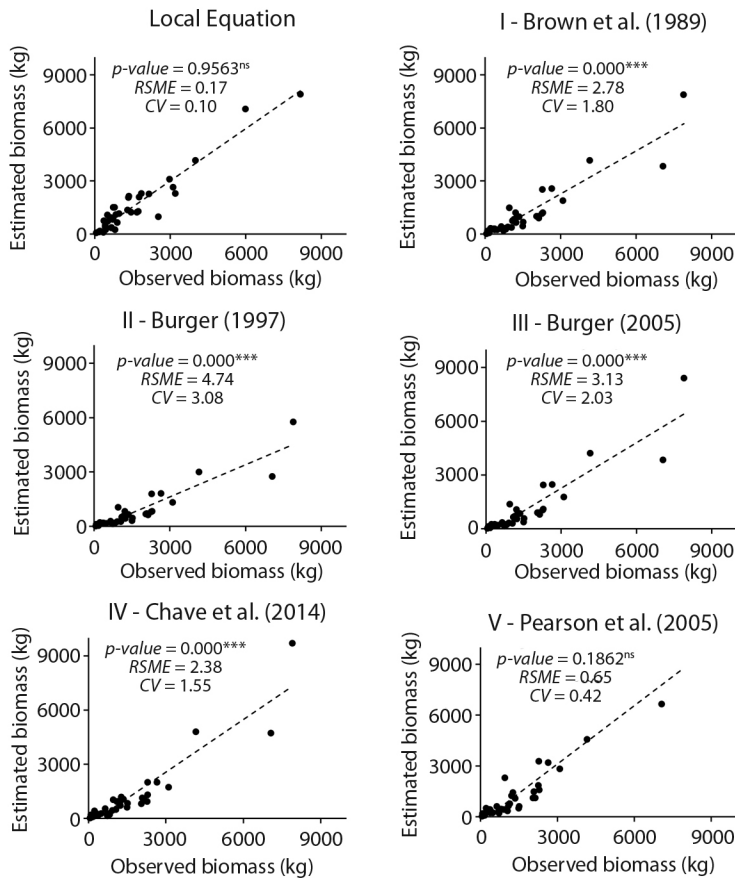 Local Equation
p-value = 0.9563ns
RSME = 0.17
CV = 0.10
Estimated biomass (kg)
9000
6000
3000
0
0 3000 6000 9000
Observed biomass (kg)
I - Brown et al. (1989)
p-value = 0.000***
RSME = 2.78
CV = 1.80
Estimated biomass (kg)
9000
6000
3000
0
0 3000 6000 9000
Observed biomass (kg)
II - Burger (1997)
p-value = 0.000***
RSME = 4.74
CV = 3.08
Estimated biomass (kg)
9000
6000
3000
0
0 3000 6000 9000
Observed biomass (kg)
III - Burger (2005)
p-value = 0.000***
RSME = 3.13
CV = 2.03
Estimated biomass (kg)
9000
6000
3000
0
0 3000 6000 9000
Observed biomass (kg)
IV - Chave et al. (2014)
p-value = 0.000***
RSME = 2.38
CV = 1.55
Estimated biomass (kg)
9000
6000
3000
0
0 3000 6000 9000
Observed biomass (kg)
V - Pearson et al. (2005)
p-value = 0.1862ns
RSME = 0.65
CV = 0.42
Estimated biomass (kg)
9000
6000
3000
0
0 3000 6000 9000
Observed biomass (kg)